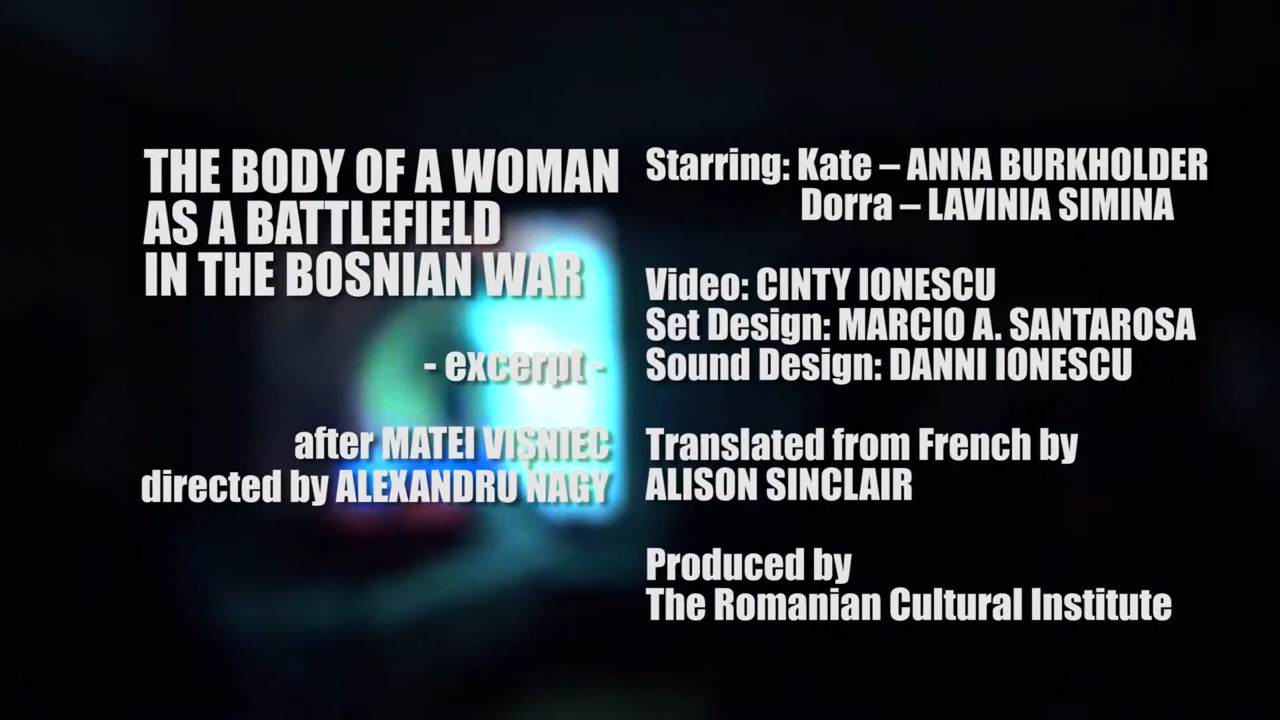 THE BODY OF A WOMAN
AS A BATTLEFIELD
IN THE BOSNIAN WAR
- excerpt -
after MATEI VIȘNIEC
directed by ALEXANDRU NAGY
Starring: Kate – ANNA BURKHOLDER
Dorra – LAVINIA SIMINA
Video: CINTY IONESCU
Set Design: MARCIO A. SANTAROSA
Sound Design: DANNI IONESCU
Translated from French by
ALISON SINCLAIR
Produced by
The Romanian Cultural Institute